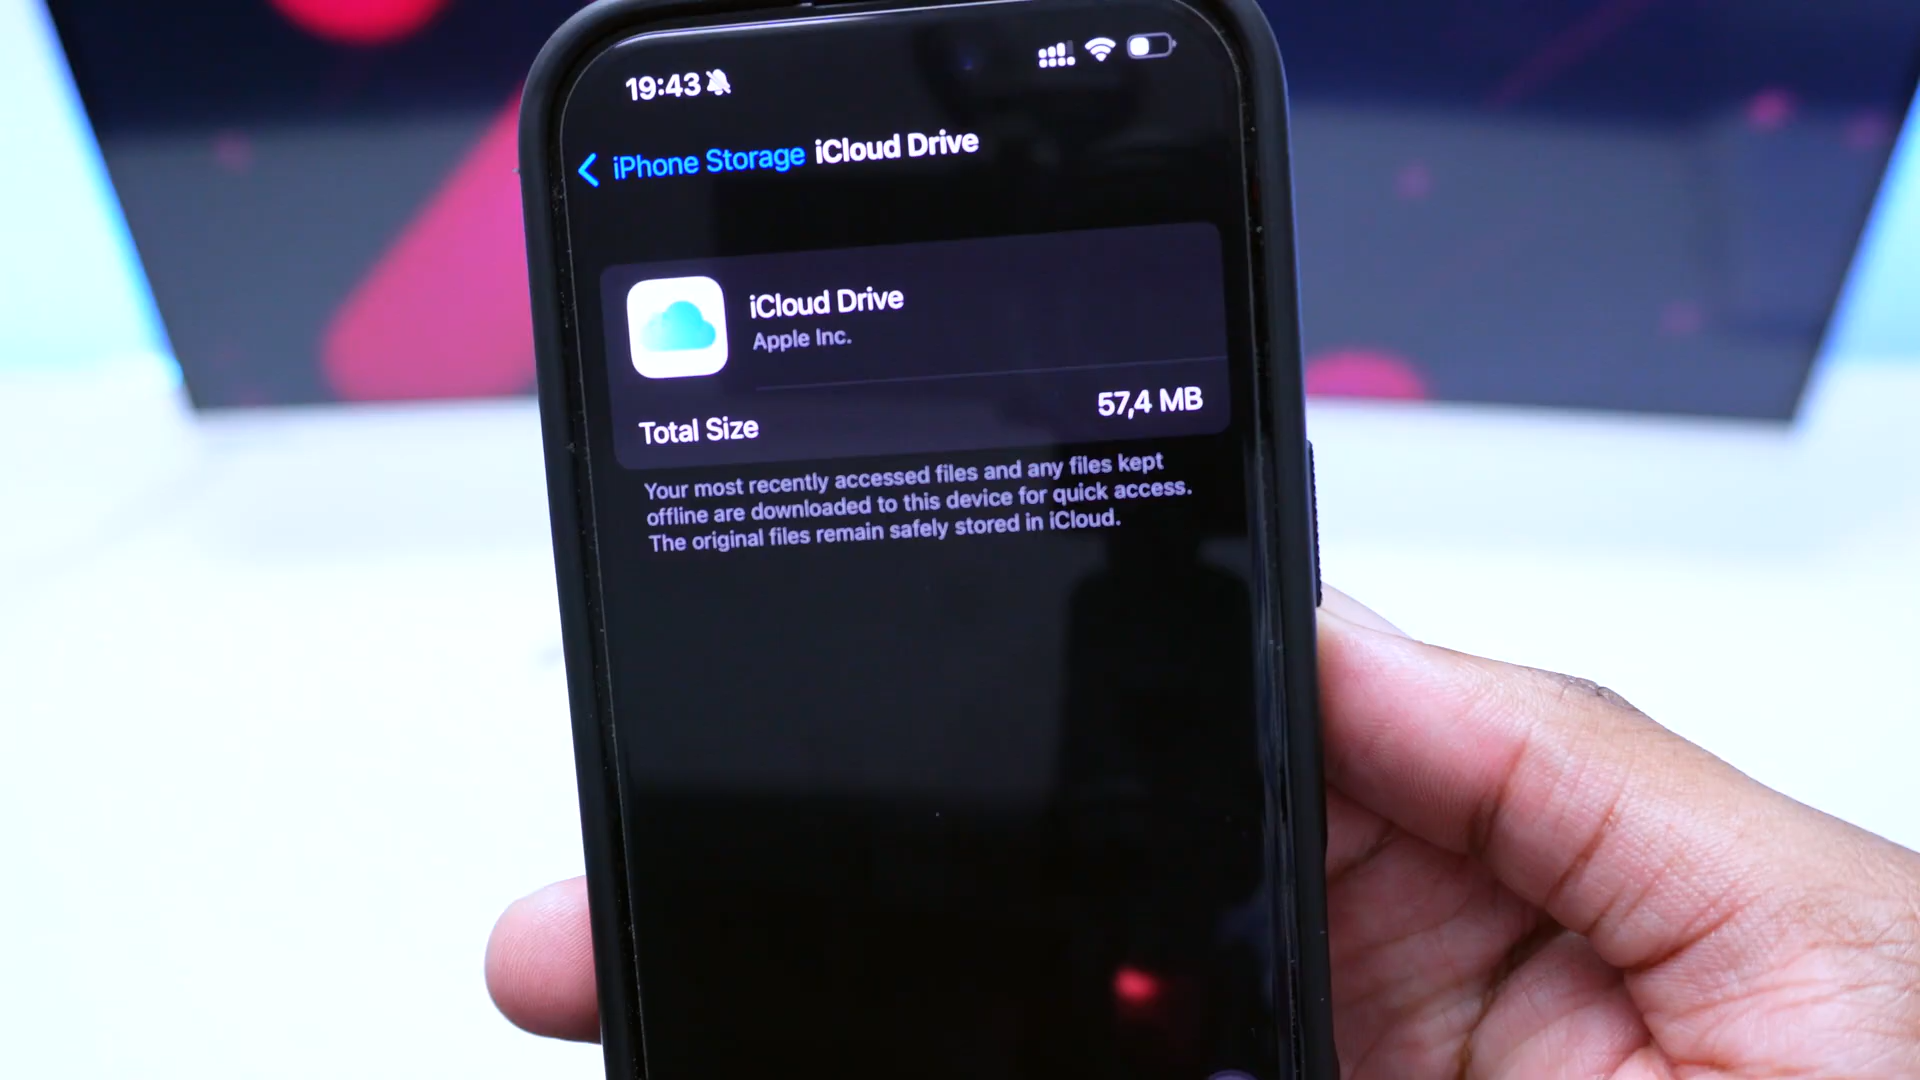 19:43
iPhone Storage iCloud Drive
iCloud Drive
Apple Inc.
Total Size 57,4 MB
Your most recently accessed files and any files kept
offline are downloaded to this device for quick access.
The original files remain safely stored in iCloud.